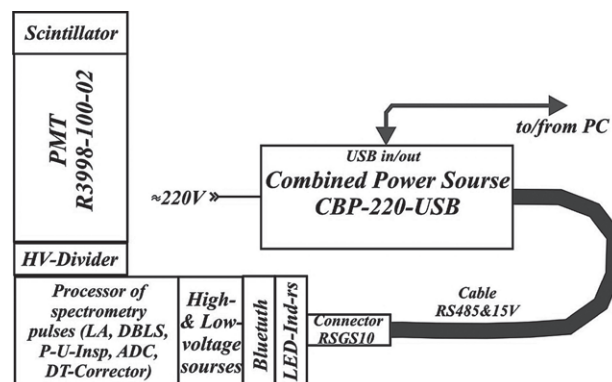 Scintillator
PMT
R3998-100-02
HV-Divider
to/from PC
USB in/out
Combined Power Sourse
CBP-220-USB
≈220V
Processor of
spectrometry
pulses (LA, DBLS,
P-U-Insp, ADC,
DT-Corrector)
High-
& Low-
voltage
sourses
Bluetuth
LED-Ind-rs
Connector
RSGS10
Cable
RS485&15V